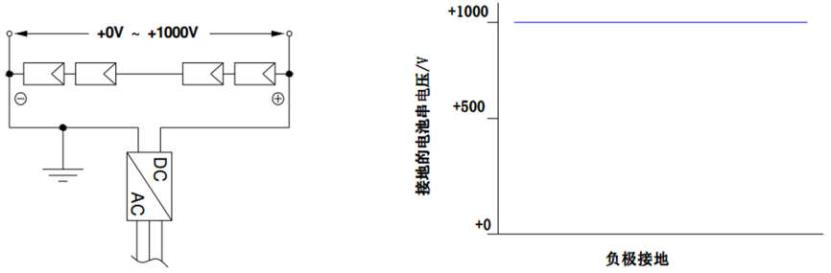 +0V ~ +1000V
⊖
⊕
DC
AC
+1000
+500
+0
接地的电池串电压/V
负极接地